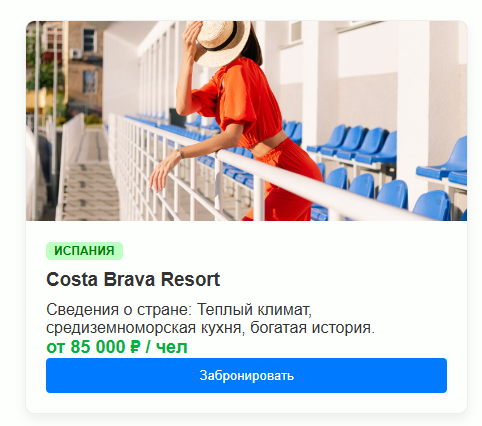 ИСПАНИЯ
Costa Brava Resort
Сведения о стране: Теплый климат,
средиземноморская кухня, богатая история.
от 85 000 ₽ / чел
Забронировать